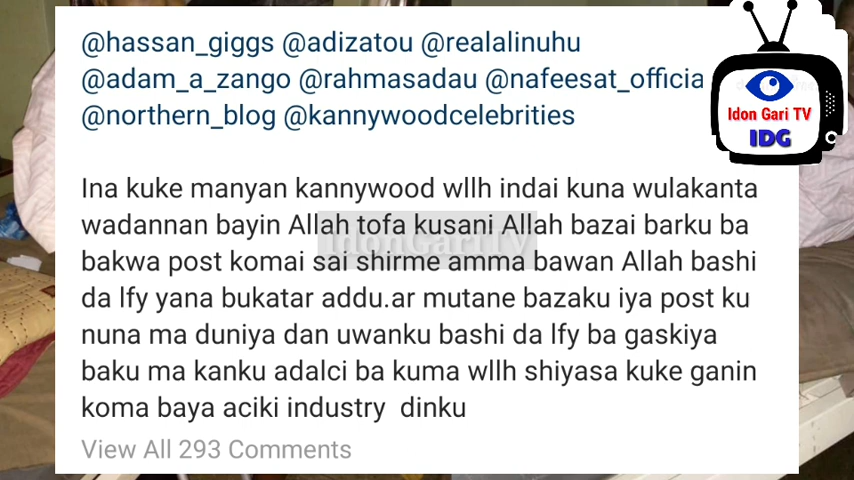 @hassan_giggs @adizatou @realalinuhu
@adam_a_zango @rahmasadau @nafeesat_officia
@northern_blog @kannywoodcelebrities
Idon Gari TV
IDG
Ina kuke manyan kannywood wllh indai kuna wulakanta
wadannan bayin Allah tofa kusani Allah bazai barku ba
IdonGari TV
bakwa post komai sai shirme amma bawan Allah bashi
da lfy yana bukatar addu.ar mutane bazaku iya post ku
nuna ma duniya dan uwanku bashi da lfy ba gaskiya
baku ma kanku adalci ba kuma wllh shiyasa kuke ganin
koma baya aciki industry dinku
View All 293 Comments